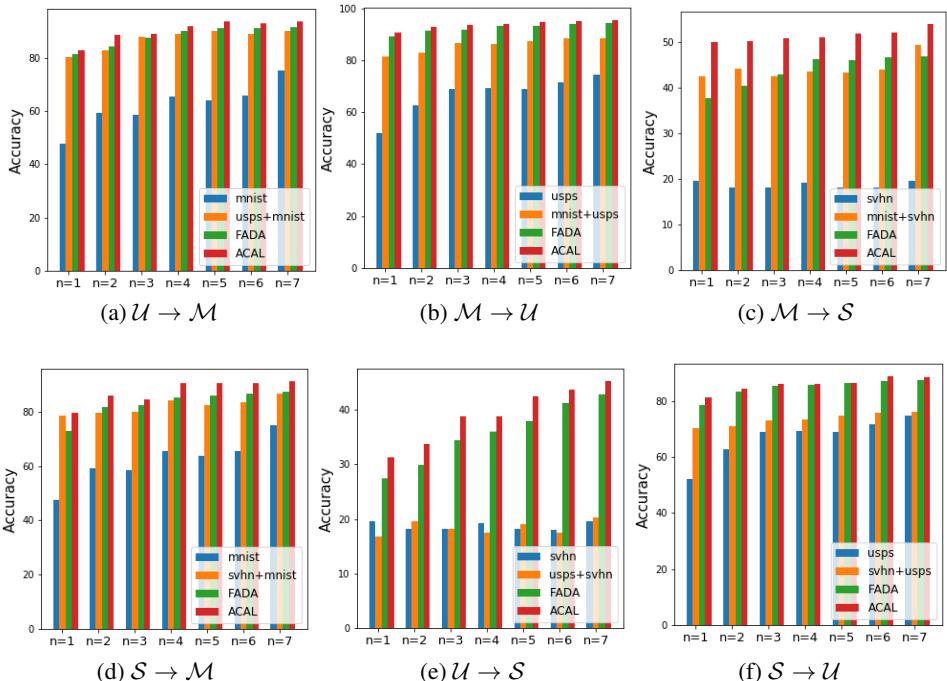 Accuracy
80
60
40
20
0
mnist
usps+mnist
FADA
ACAL
n=1 n=2 n=3 n=4 n=5 n=6 n=7
(a) 𝒰 → ℳ
Accuracy
100
80
60
40
20
0
usps
mnist+usps
FADA
ACAL
n=1 n=2 n=3 n=4 n=5 n=6 n=7
(b) ℳ → 𝒰
Accuracy
50
40
30
20
10
0
svhn
mnist+svhn
FADA
ACAL
n=1 n=2 n=3 n=4 n=5 n=6 n=7
(c) ℳ → 𝒮
Accuracy
80
60
40
20
0
mnist
svhn+mnist
FADA
ACAL
n=1 n=2 n=3 n=4 n=5 n=6 n=7
(d) 𝒮 → ℳ
Accuracy
40
30
20
10
0
svhn
usps+svhn
FADA
ACAL
n=1 n=2 n=3 n=4 n=5 n=6 n=7
(e) 𝒰 → 𝒮
Accuracy
80
60
40
20
0
usps
svhn+usps
FADA
ACAL
n=1 n=2 n=3 n=4 n=5 n=6 n=7
(f) 𝒮 → 𝒰